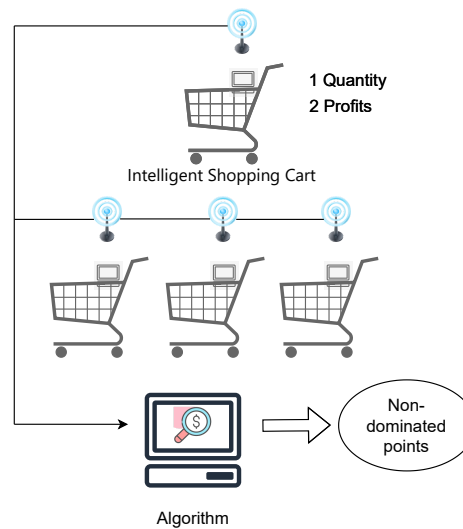 1 Quantity
2 Profits
Intelligent Shopping Cart
$
Non-
dominated
points
Algorithm